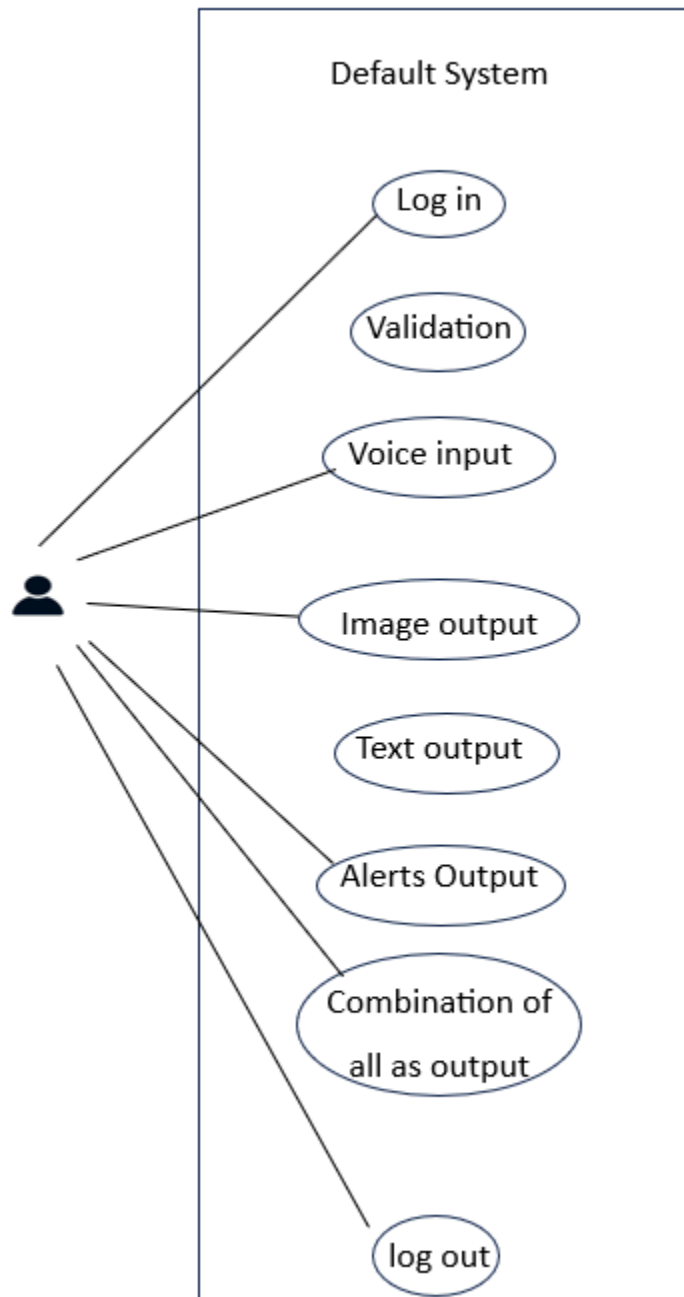 Default System
Log in
Validation
Voice input
Image output
Text output
Alerts Output
Combination of
all as output
log out